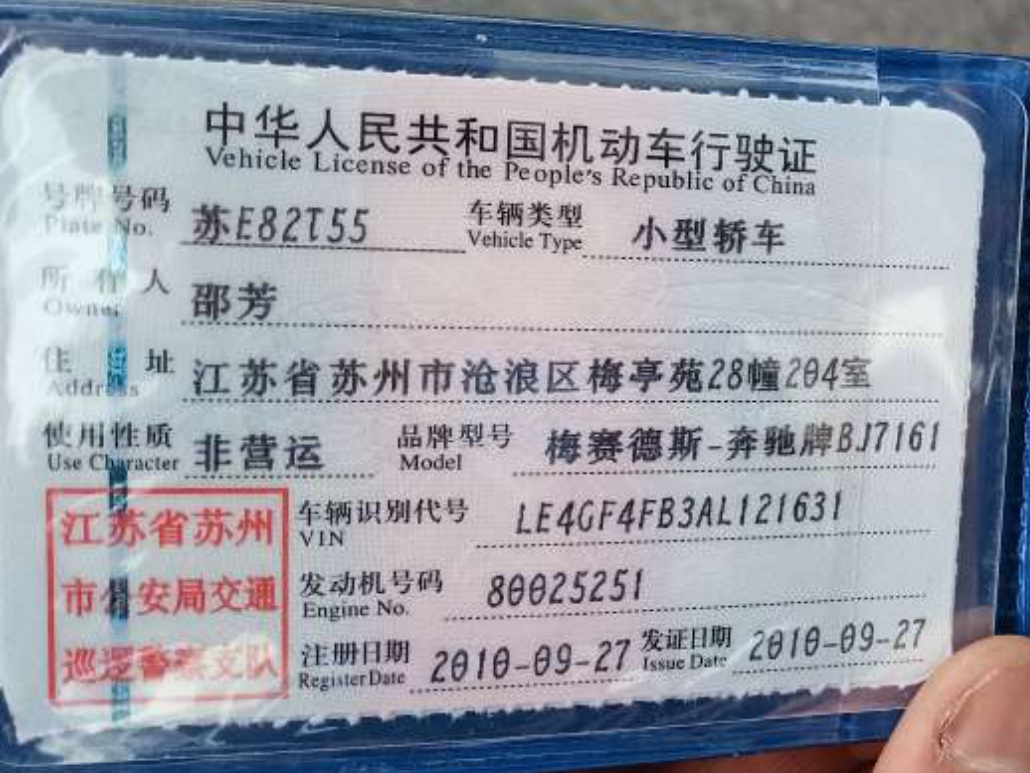 中华人民共和国机动车行驶证
Vehicle License of the People's Republic of China
号牌号码 苏E82T55 车辆类型 小型轿车
Plate No. Vehicle Type
所有人 邵芳
Owner
住址 江苏省苏州市沧浪区梅亭苑28幢204室
Address
使用性质 非营运 品牌型号 梅赛德斯-奔驰牌BJ7161
Use Character Model
江苏省苏州 车辆识别代号 LE4GF4FB3AL121631
VIN
市公安局交通 发动机号码 80025251
Engine No.
巡逻警察支队 注册日期 2010-09-27 发证日期 2010-09-27
Register Date Issue Date